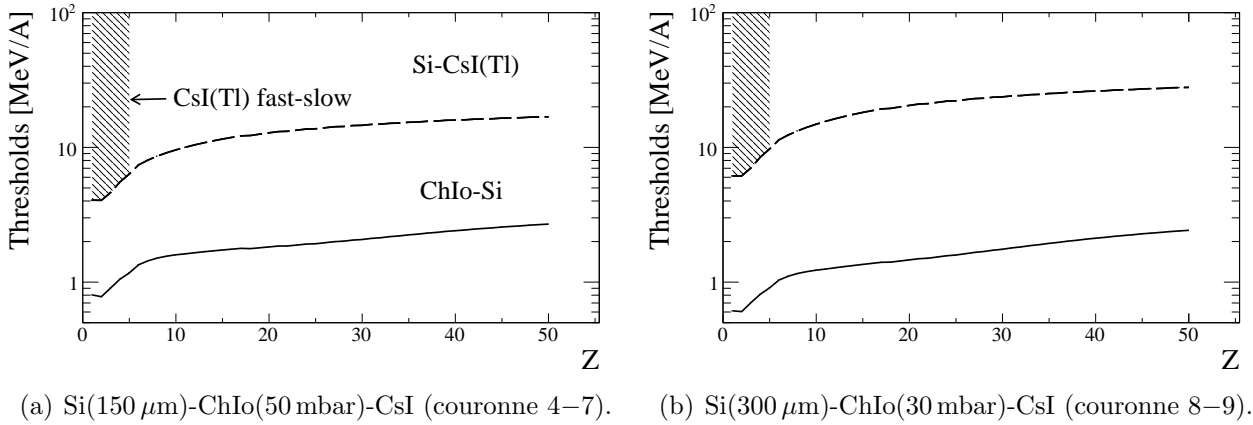 Thresholds [MeV/A]
10²
10
1
Si-CsI(Tl)
CsI(Tl) fast-slow
ChIo-Si
0 10 20 30 40 50
Z
Thresholds [MeV/A]
10²
10
1
0 10 20 30 40 50
Z
(a) Si(150 μm)-ChIo(50 mbar)-CsI (couronne 4−7).
(b) Si(300 μm)-ChIo(30 mbar)-CsI (couronne 8−9).